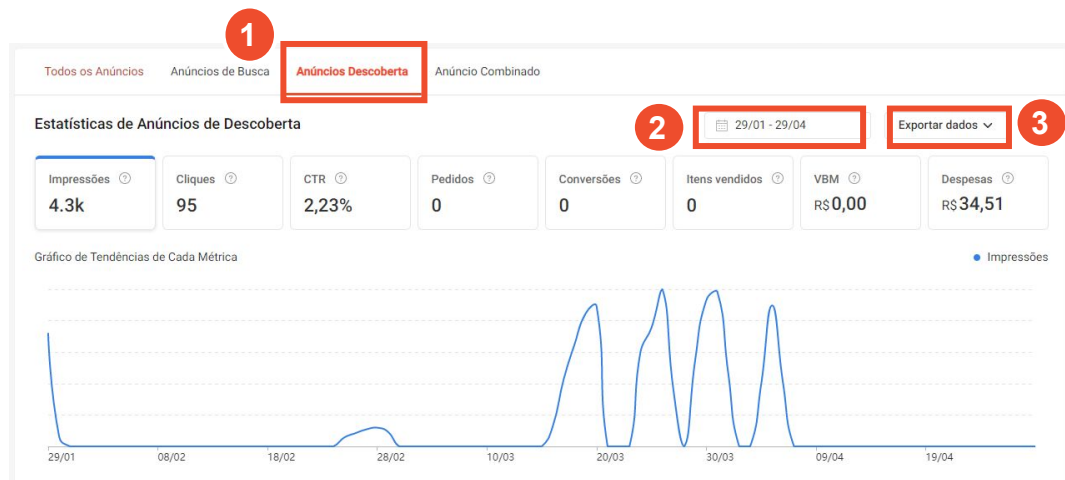 1
Todos os Anúncios Anúncios de Busca Anúncios Descoberta Anúncio Combinado
Estatísticas de Anúncios de Descoberta 2 29/01 - 29/04 Exportar dados 3
Impressões Cliques CTR Pedidos Conversões Itens vendidos VBM Despesas
4.3k 95 2,23% 0 0 0 R$0,00 R$34,51
Gráfico de Tendências de Cada Métrica Impressões
29/01 08/02 18/02 28/02 10/03 20/03 30/03 09/04 19/04